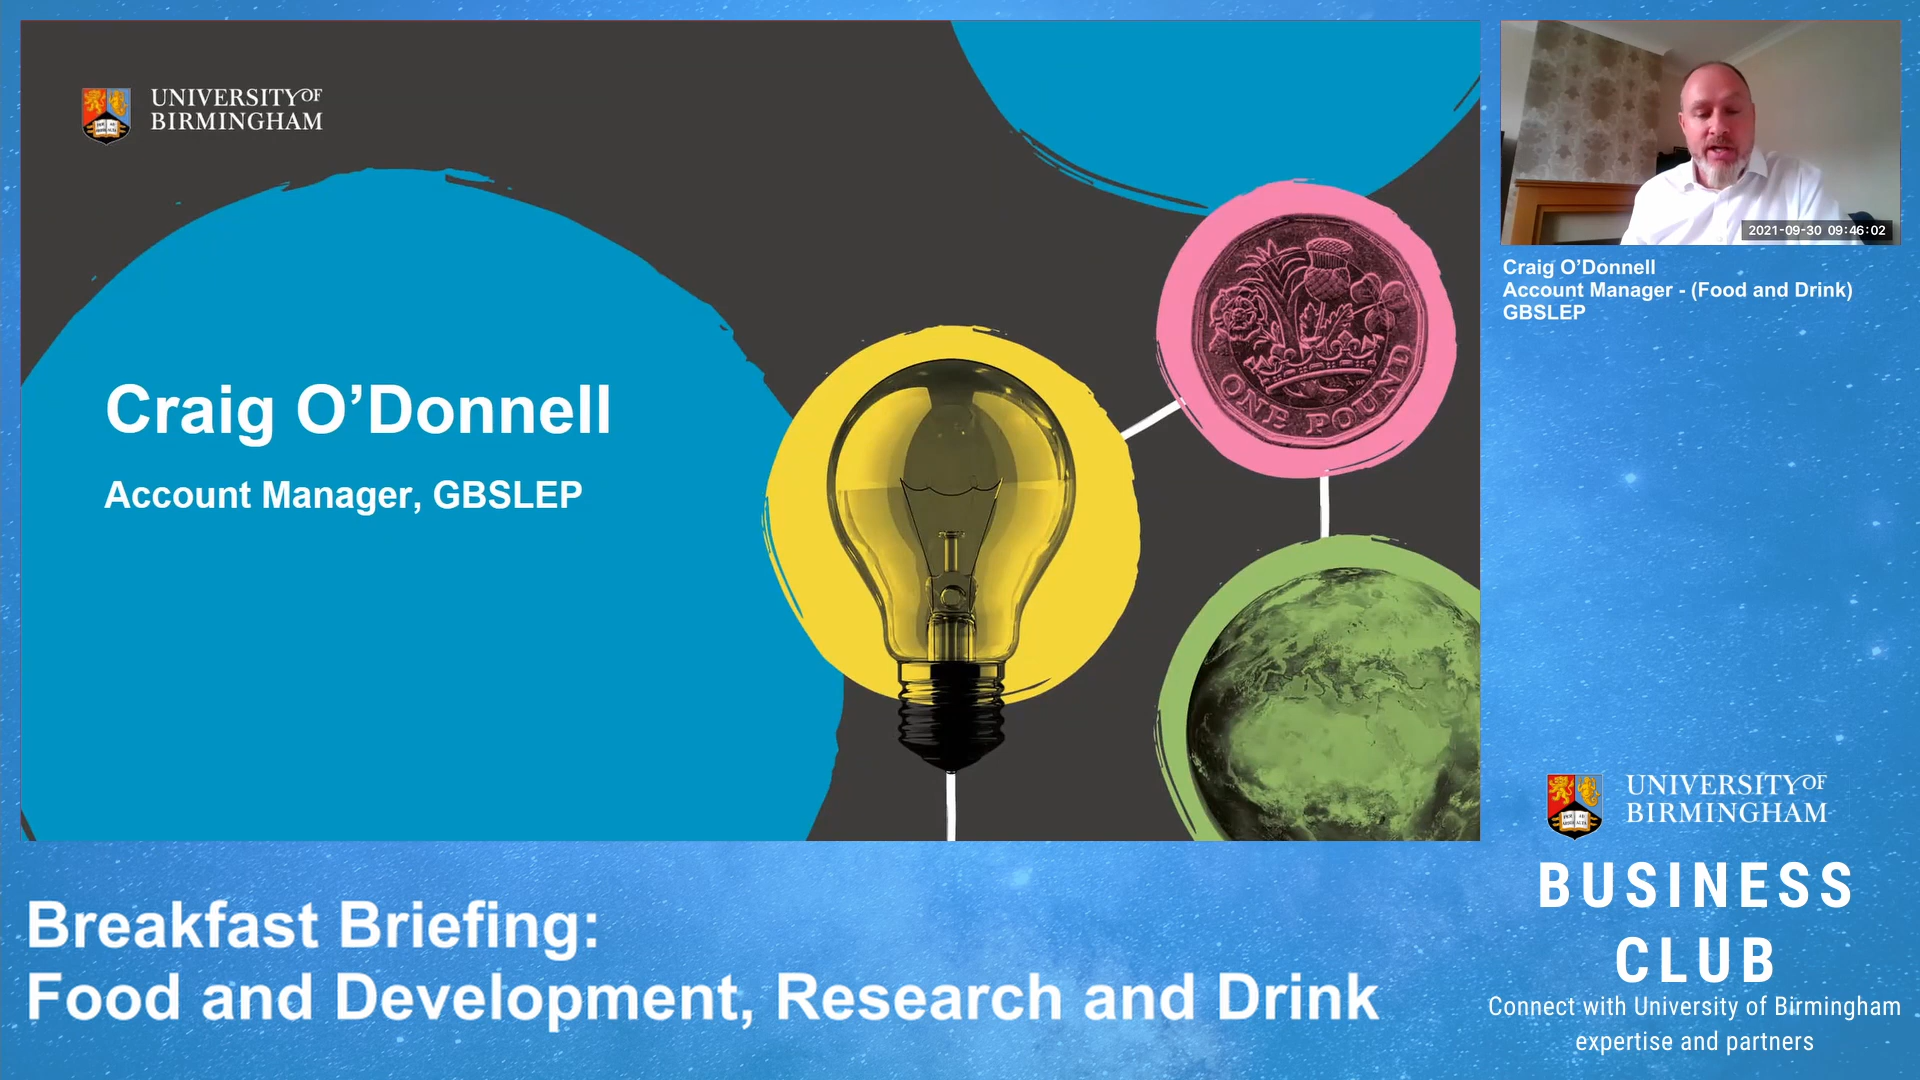 UNIVERSITY OF
BIRMINGHAM
Craig O’Donnell
Account Manager, GBSLEP
ONE POUND
2021-09-30 09:46:02
Craig O’Donnell
Account Manager - (Food and Drink)
GBSLEP
Breakfast Briefing:
Food and Development, Research and Drink
UNIVERSITY OF
BIRMINGHAM
BUSINESS
CLUB
Connect with University of Birmingham
expertise and partners